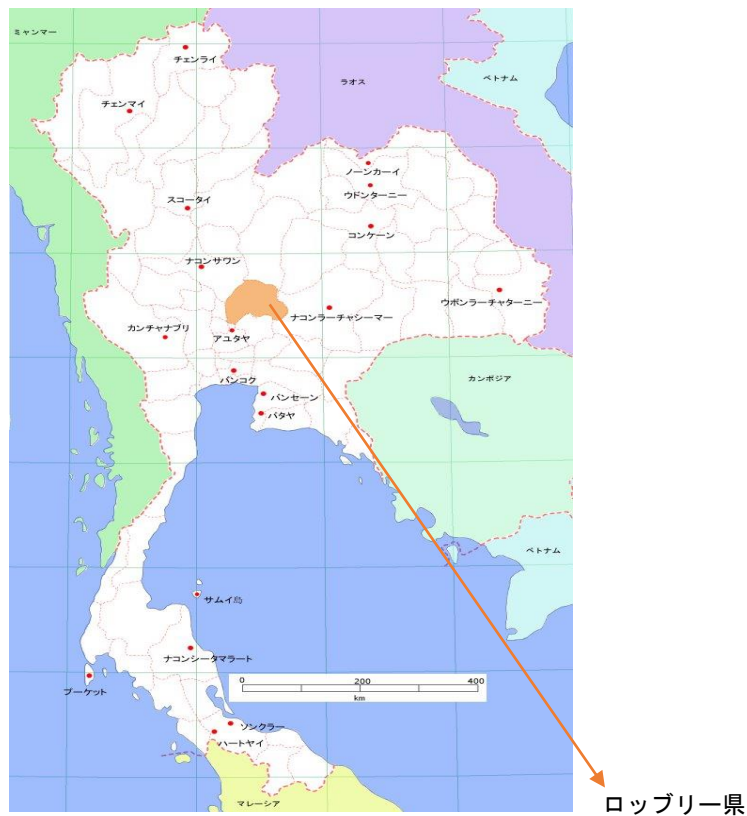 ミャンマー
チェンライ
ラオス
ベトナム
チェンマイ
ノーンカーイ
ウドンターニー
スコータイ
コンケーン
ナコンサワン
ウボンラーチャターニー
ナコンラーチャシーマー
カンチャナブリ
アユタヤ
バンコク
カンボジア
バンセーン
パタヤ
ベトナム
サムイ島
ナコンシータマラート
プーケット
0 200 400
km
ソンクラー
ハートヤイ
マレーシア
ロッブリー県